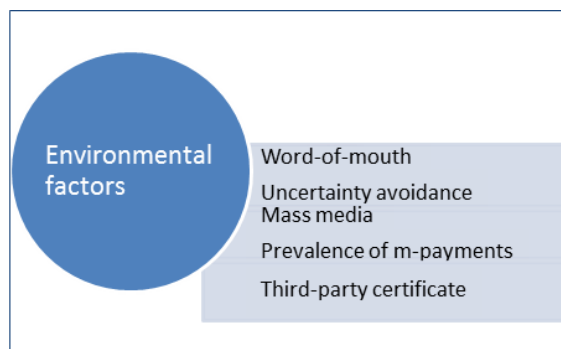 Environmental
factors
Word-of-mouth
Uncertainty avoidance
Mass media
Prevalence of m-payments
Third-party certificate